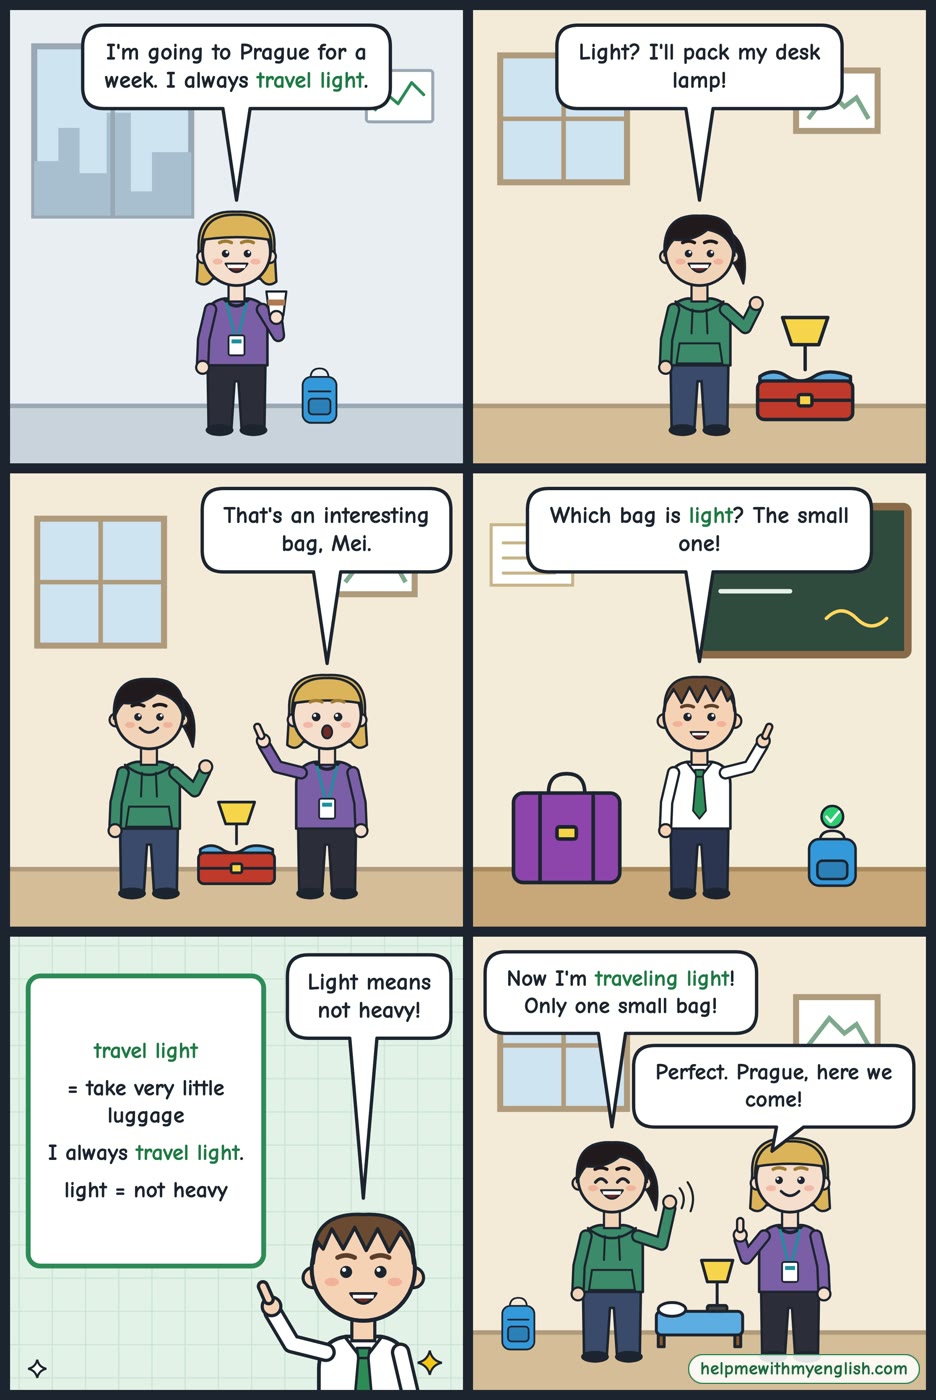 I'm going to Prague for a
week. I always travel light.
Light? I'll pack my desk
lamp!
That's an interesting
bag, Mei.
Which bag is light? The small
one!
travel light
= take very little
luggage
I always travel light.
light = not heavy
Light means
not heavy!
Now I'm traveling light!
Only one small bag!
Perfect. Prague, here we
come!
helpmewithmyenglish.com